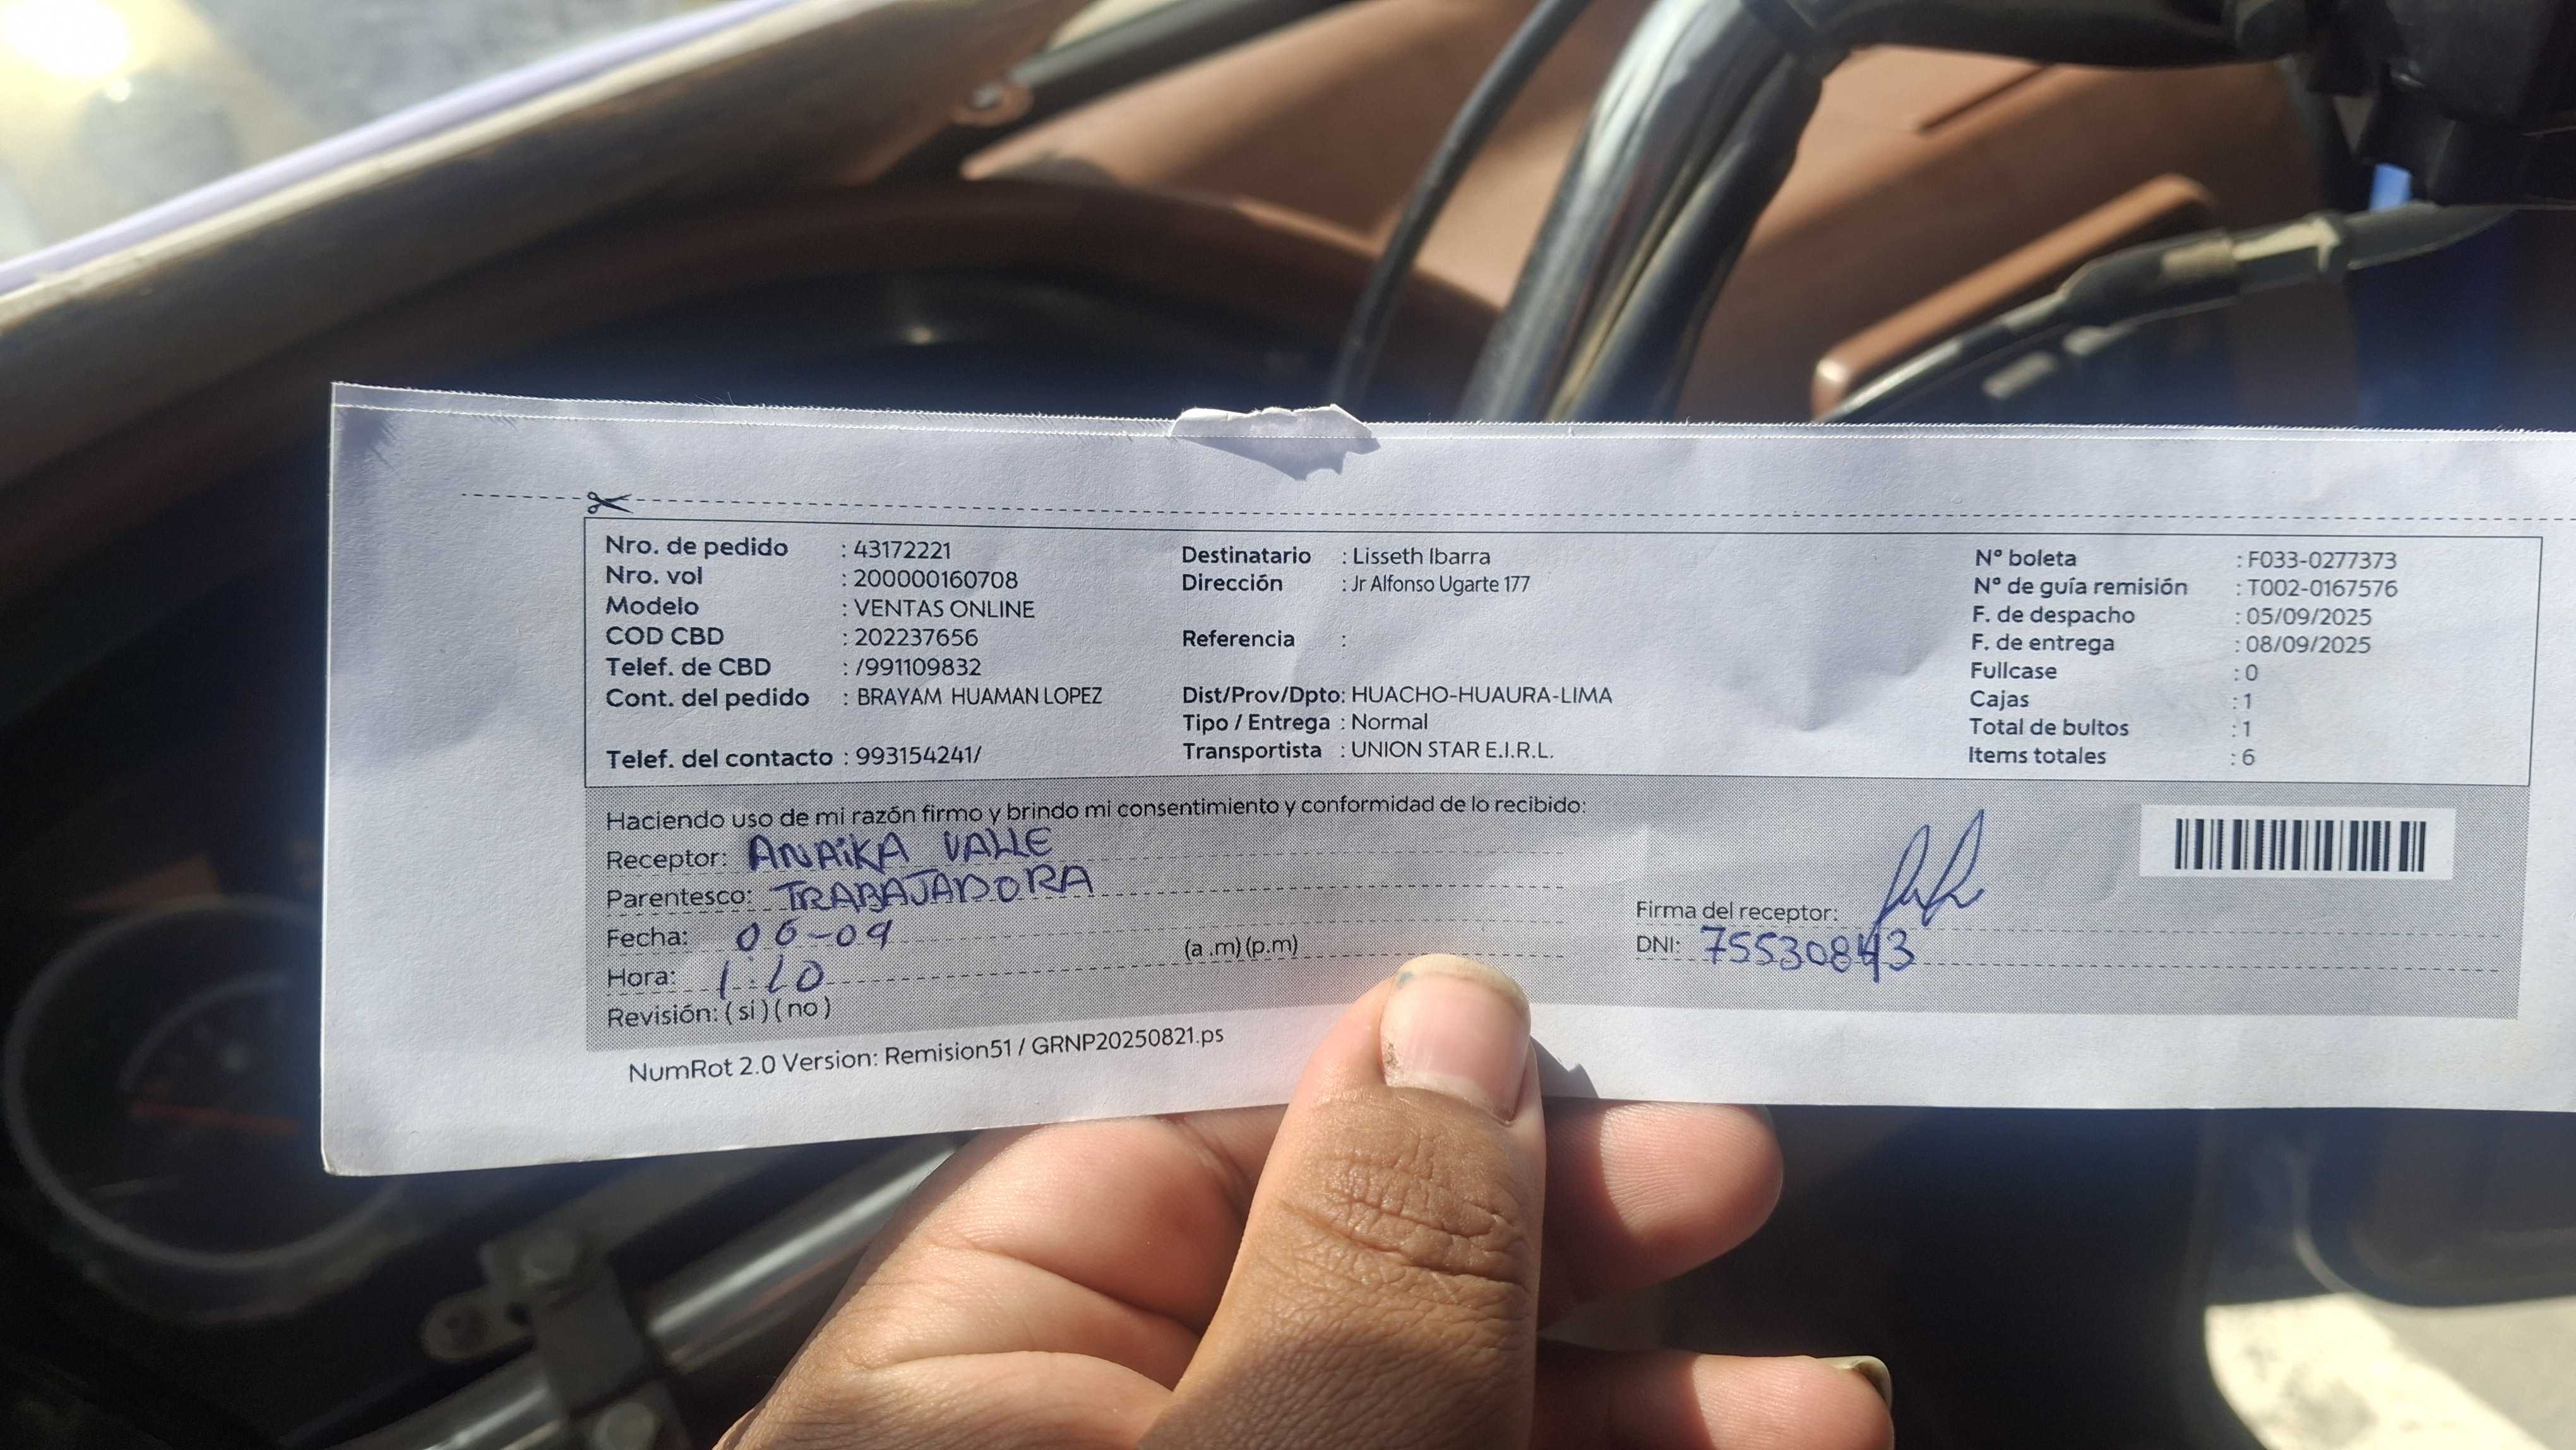 Nro. de pedido : 43172221
Nro. vol : 200000160708
Modelo : VENTAS ONLINE
COD CBD : 202237656
Telef. de CBD : /991109832
Cont. del pedido : BRAYAM HUAMAN LOPEZ
Telef. del contacto : 993154241/
Destinatario : Lisseth Ibarra
Dirección : Jr Alfonso Ugarte 177
Referencia :
Dist/Prov/Dpto: HUACHO-HUAURA-LIMA
Tipo / Entrega : Normal
Transportista : UNION STAR E.I.R.L.
N° boleta : F033-0277373
N° de guía remisión : T002-0167576
F. de despacho : 05/09/2025
F. de entrega : 08/09/2025
Fullcase : 0
Cajas : 1
Total de bultos : 1
Items totales : 6
Haciendo uso de mi razón firmo y brindo mi consentimiento y conformidad de lo recibido:
Receptor: ANAiKA VALLE
Parentesco: TRABAJADORA
Fecha: 06-09
Hora: 1:10 (a .m) (p.m)
Revisión: ( si ) ( no )
Firma del receptor:
DNI: 75530843
NumRot 2.0 Version: Remision51 / GRNP20250821.ps